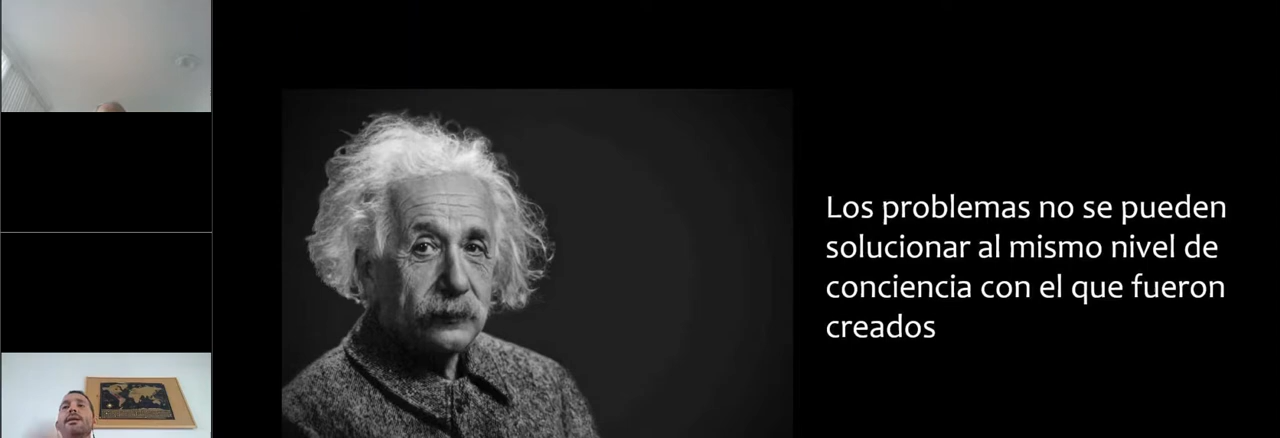 Los problemas no se pueden
solucionar al mismo nivel de
conciencia con el que fueron
creados